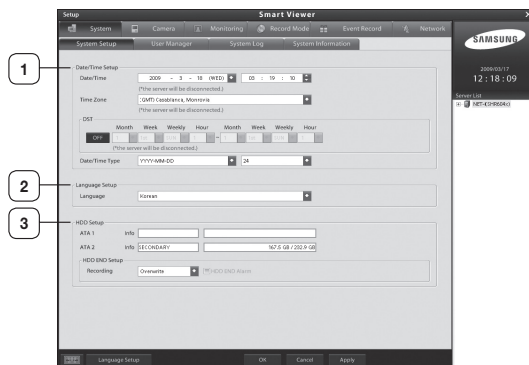 Setup
Smart Viewer
System
Camera
Monitoring
Record Mode
Event Record
Network
System Setup
User Manager
System Log
System Information
SAMSUNG
2009/03/17
12 : 18 : 09
Server List
1
Date/Time Setup
Date/Time 2009 - 3 - 18 (WED) 03 : 19 : 10
(*the server will be disconnected.)
Time Zone (GMT) Casablanca, Monrovia
(*the server will be disconnected.)
DST
Month Week Weekly Hour Month Week Weekly Hour
OFF ~
(*the server will be disconnected.)
Date/Time Type YYYY-MM-DD 24
2
Language Setup
Language Korean
3
HDD Setup
ATA 1 info
ATA 2 info SECONDARY 167.5 GB / 232.9 GB
HDD END Setup
Recording Overwrite HDD END Alarm
Language Setup
OK
Cancel
Apply